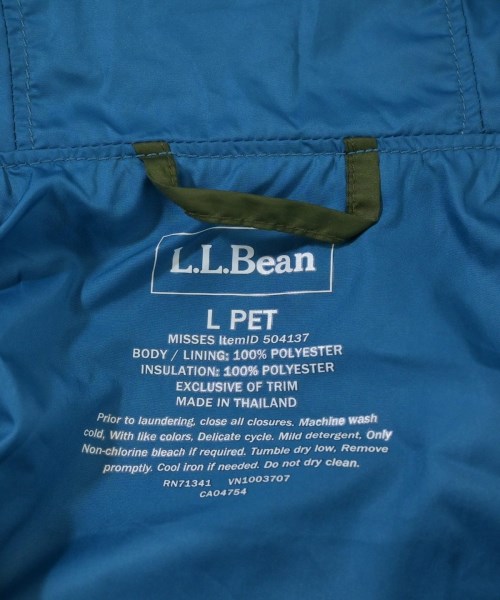 L.L.Bean
L PET
MISSES ItemID 504137
BODY / LINING: 100% POLYESTER
INSULATION: 100% POLYESTER
EXCLUSIVE OF TRIM
MADE IN THAILAND
Prior to laundering, close all closures. Machine wash
cold, With like colors, Delicate cycle. Mild detergent, Only
Non-chlorine bleach if required. Tumble dry low, Remove
promptly. Cool iron if needed. Do not dry clean.
RN71341 VN1003707
CA04754